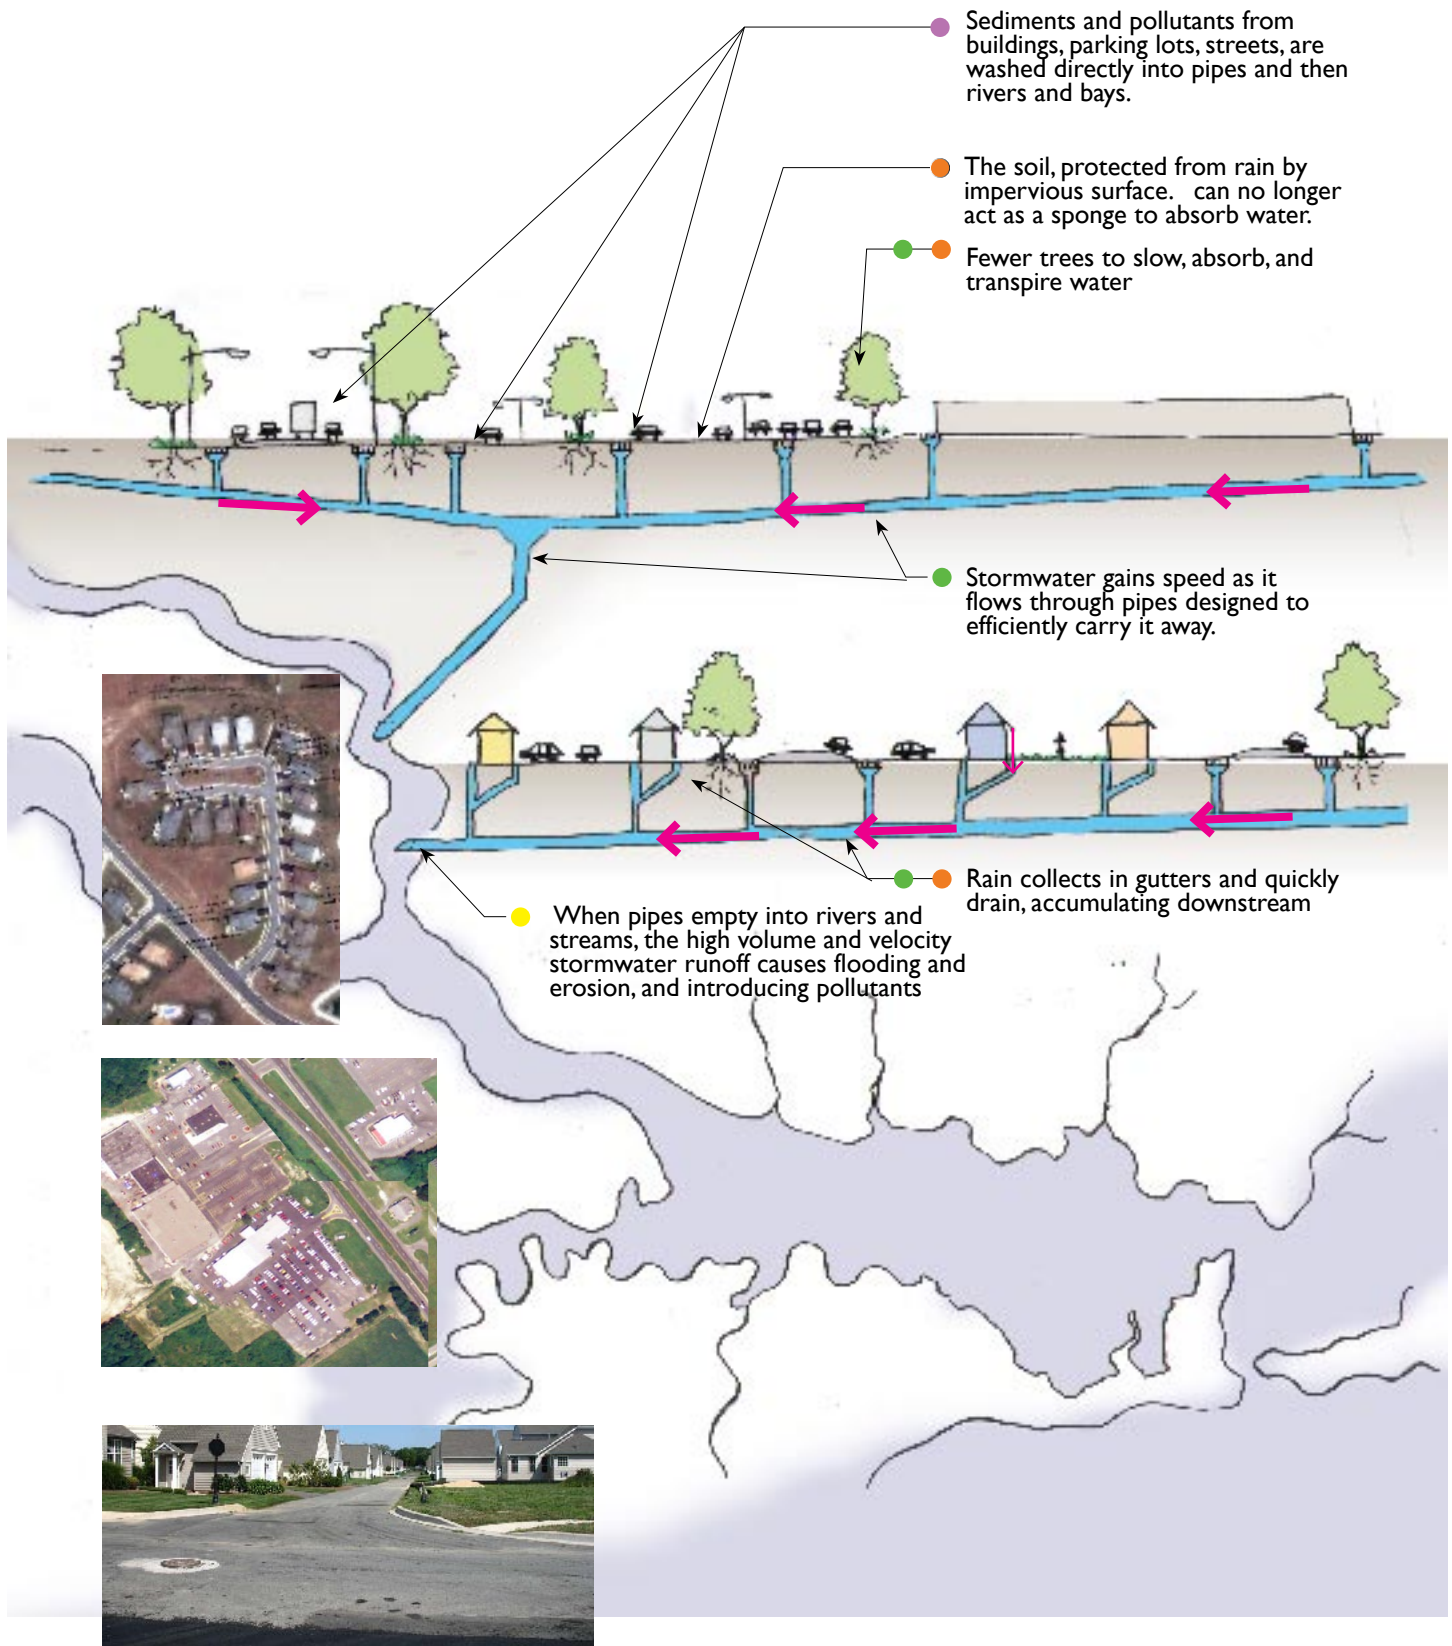 Sediments and pollutants from
buildings, parking lots, streets, are
washed directly into pipes and then
rivers and bays.
The soil, protected from rain by
impervious surface. can no longer
act as a sponge to absorb water.
Fewer trees to slow, absorb, and
transpire water
Stormwater gains speed as it
flows through pipes designed to
efficiently carry it away.
Rain collects in gutters and quickly
drain, accumulating downstream
When pipes empty into rivers and
streams, the high volume and velocity
stormwater runoff causes flooding and
erosion, and introducing pollutants